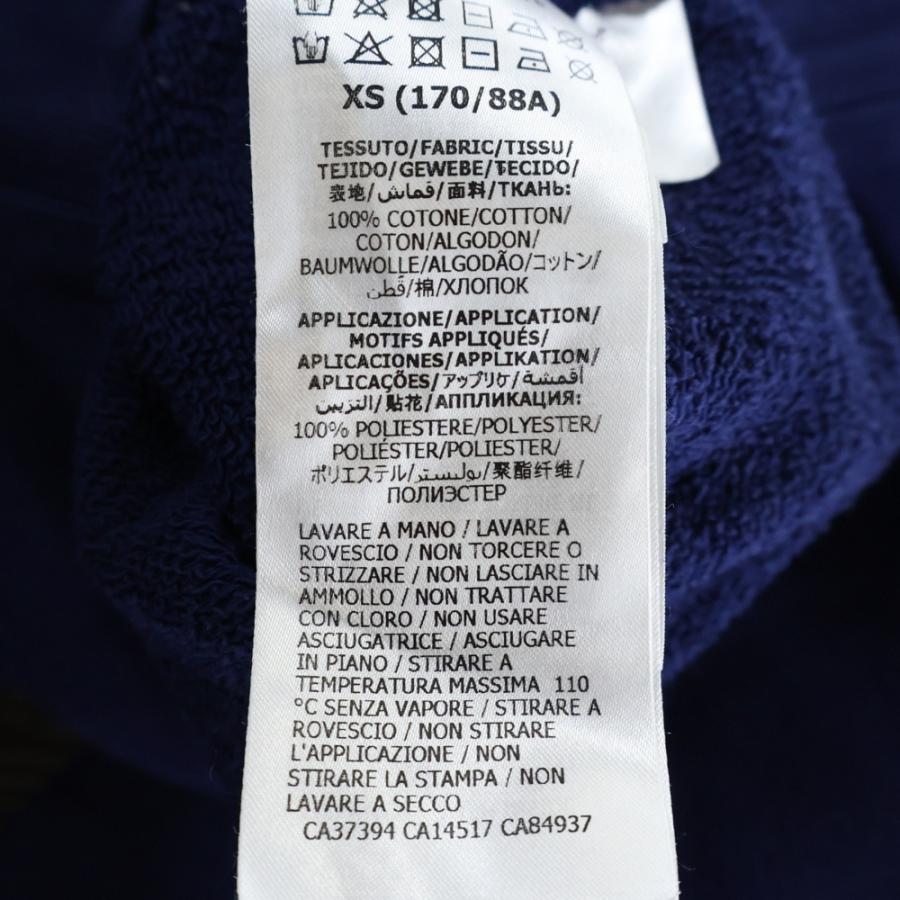 XS (170/88A)
TESSUTO/FABRIC/TISSU/
TEJIDO/GEWEBE/TECIDO/
表地/قماش/面料/ТКАНЬ:
100% COTONE/COTTON/
COTON/ALGODON/
BAUMWOLLE/ALGODÃO/コットン/
قطن/棉/ХЛОПОК
APPLICAZIONE/APPLICATION/
MOTIFS APPLIQUÉS/
APLICACIONES/APPLIKATION/
APLICAÇÕES/アップリケ/أقمشة
التزيين/贴花/АППЛИКАЦИЯ:
100% POLIESTERE/POLYESTER/
POLIÉSTER/POLIESTER/
ポリエステル/بوليستر/聚酯纤维/
ПОЛИЭСТЕР
LAVARE A MANO / LAVARE A
ROVESCIO / NON TORCERE O
STRIZZARE / NON LASCIARE IN
AMMOLLO / NON TRATTARE
CON CLORO / NON USARE
ASCIUGATRICE / ASCIUGARE
IN PIANO / STIRARE A
TEMPERATURA MASSIMA 110
°C SENZA VAPORE / STIRARE A
ROVESCIO / NON STIRARE
L'APPLICAZIONE / NON
STIRARE LA STAMPA / NON
LAVARE A SECCO
CA37394 CA14517 CA84937